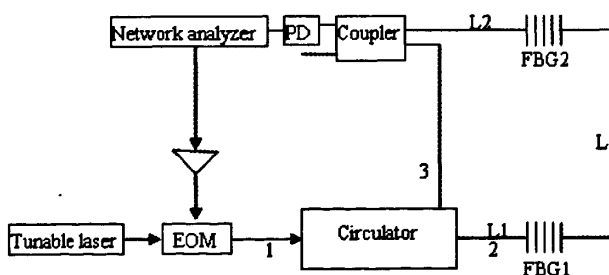 Network analyzer
PD
Coupler
L2
FBG2
L
3
Tunable laser
EOM
1
Circulator
L1
2
FBG1